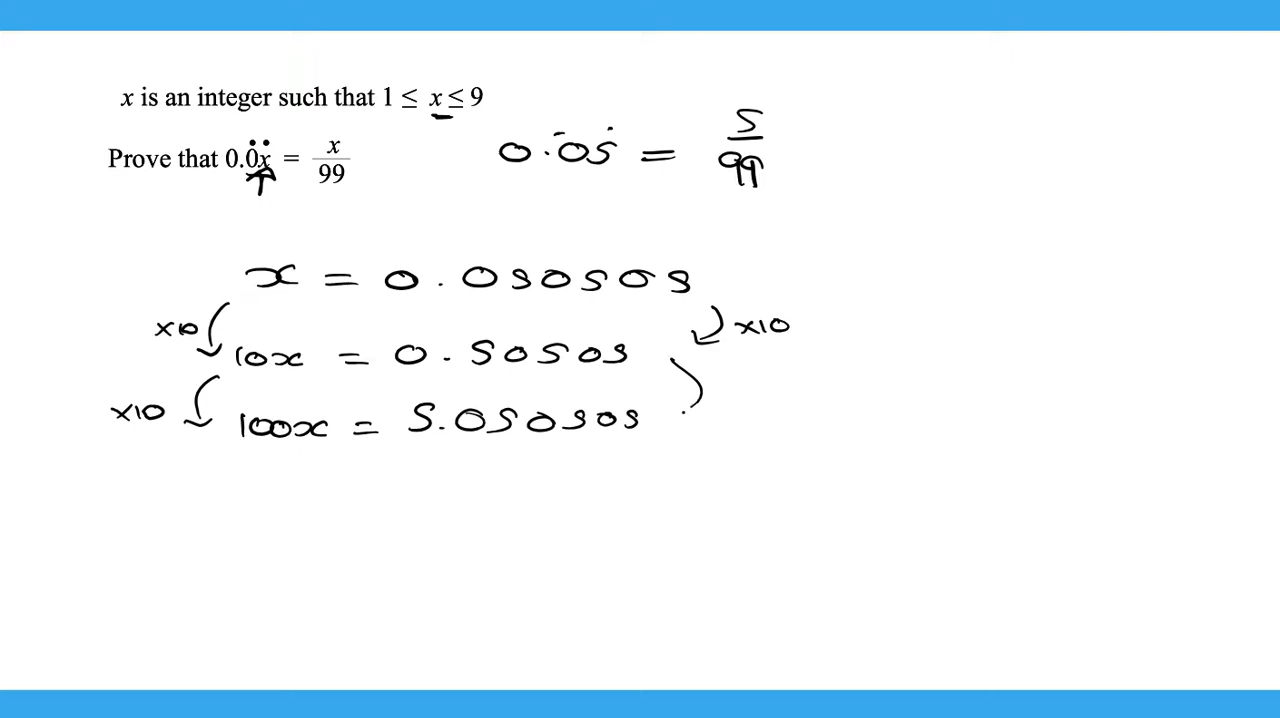 x is an integer such that 1 ≤ x ≤ 9
Prove that 0.0̇ẋ = x/99
0.0̇5̇ = 5/99
x = 0.050505
×10 ×10
10x = 0.50505
×10
100x = 5.050505